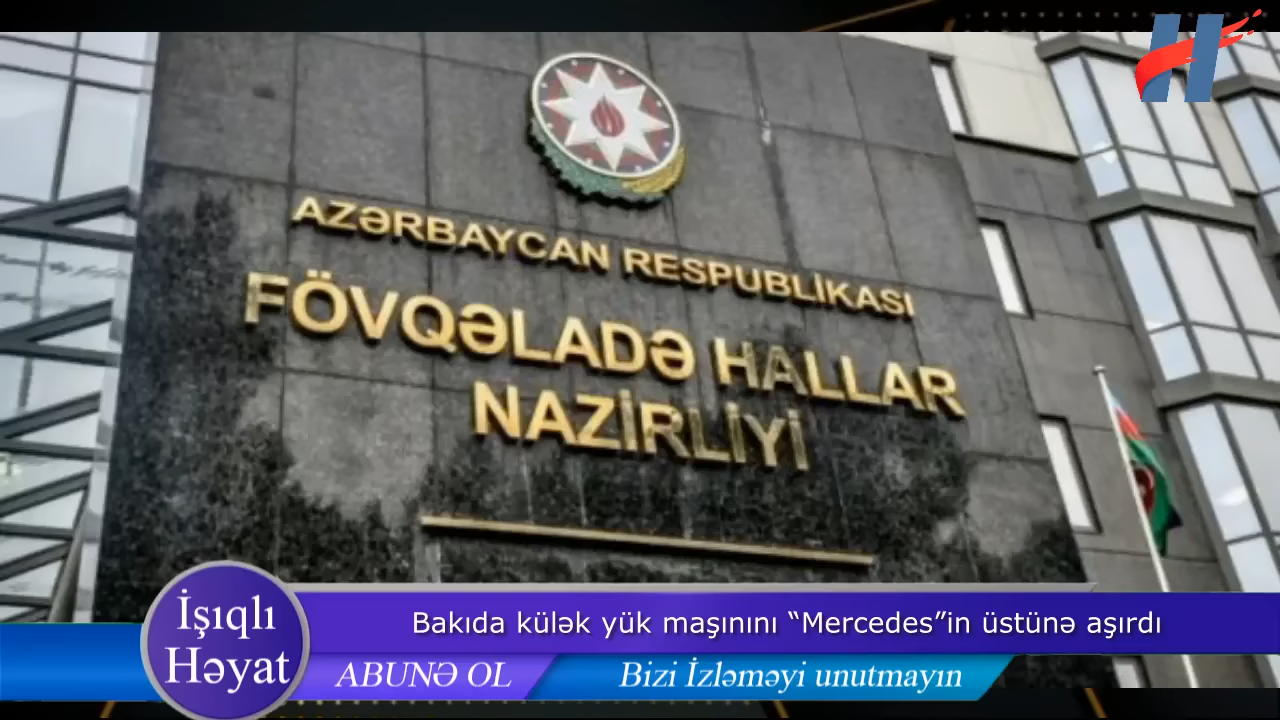 AZƏRBAYCAN RESPUBLİKASI
FÖVQƏLADƏ HALLAR
NAZİRLİYİ
Bakıda külək yük maşınını “Mercedes”in üstünə aşırdı
İşıqlı
Həyat
ABUNƏ OL
Bizi İzləməyi unutmayın